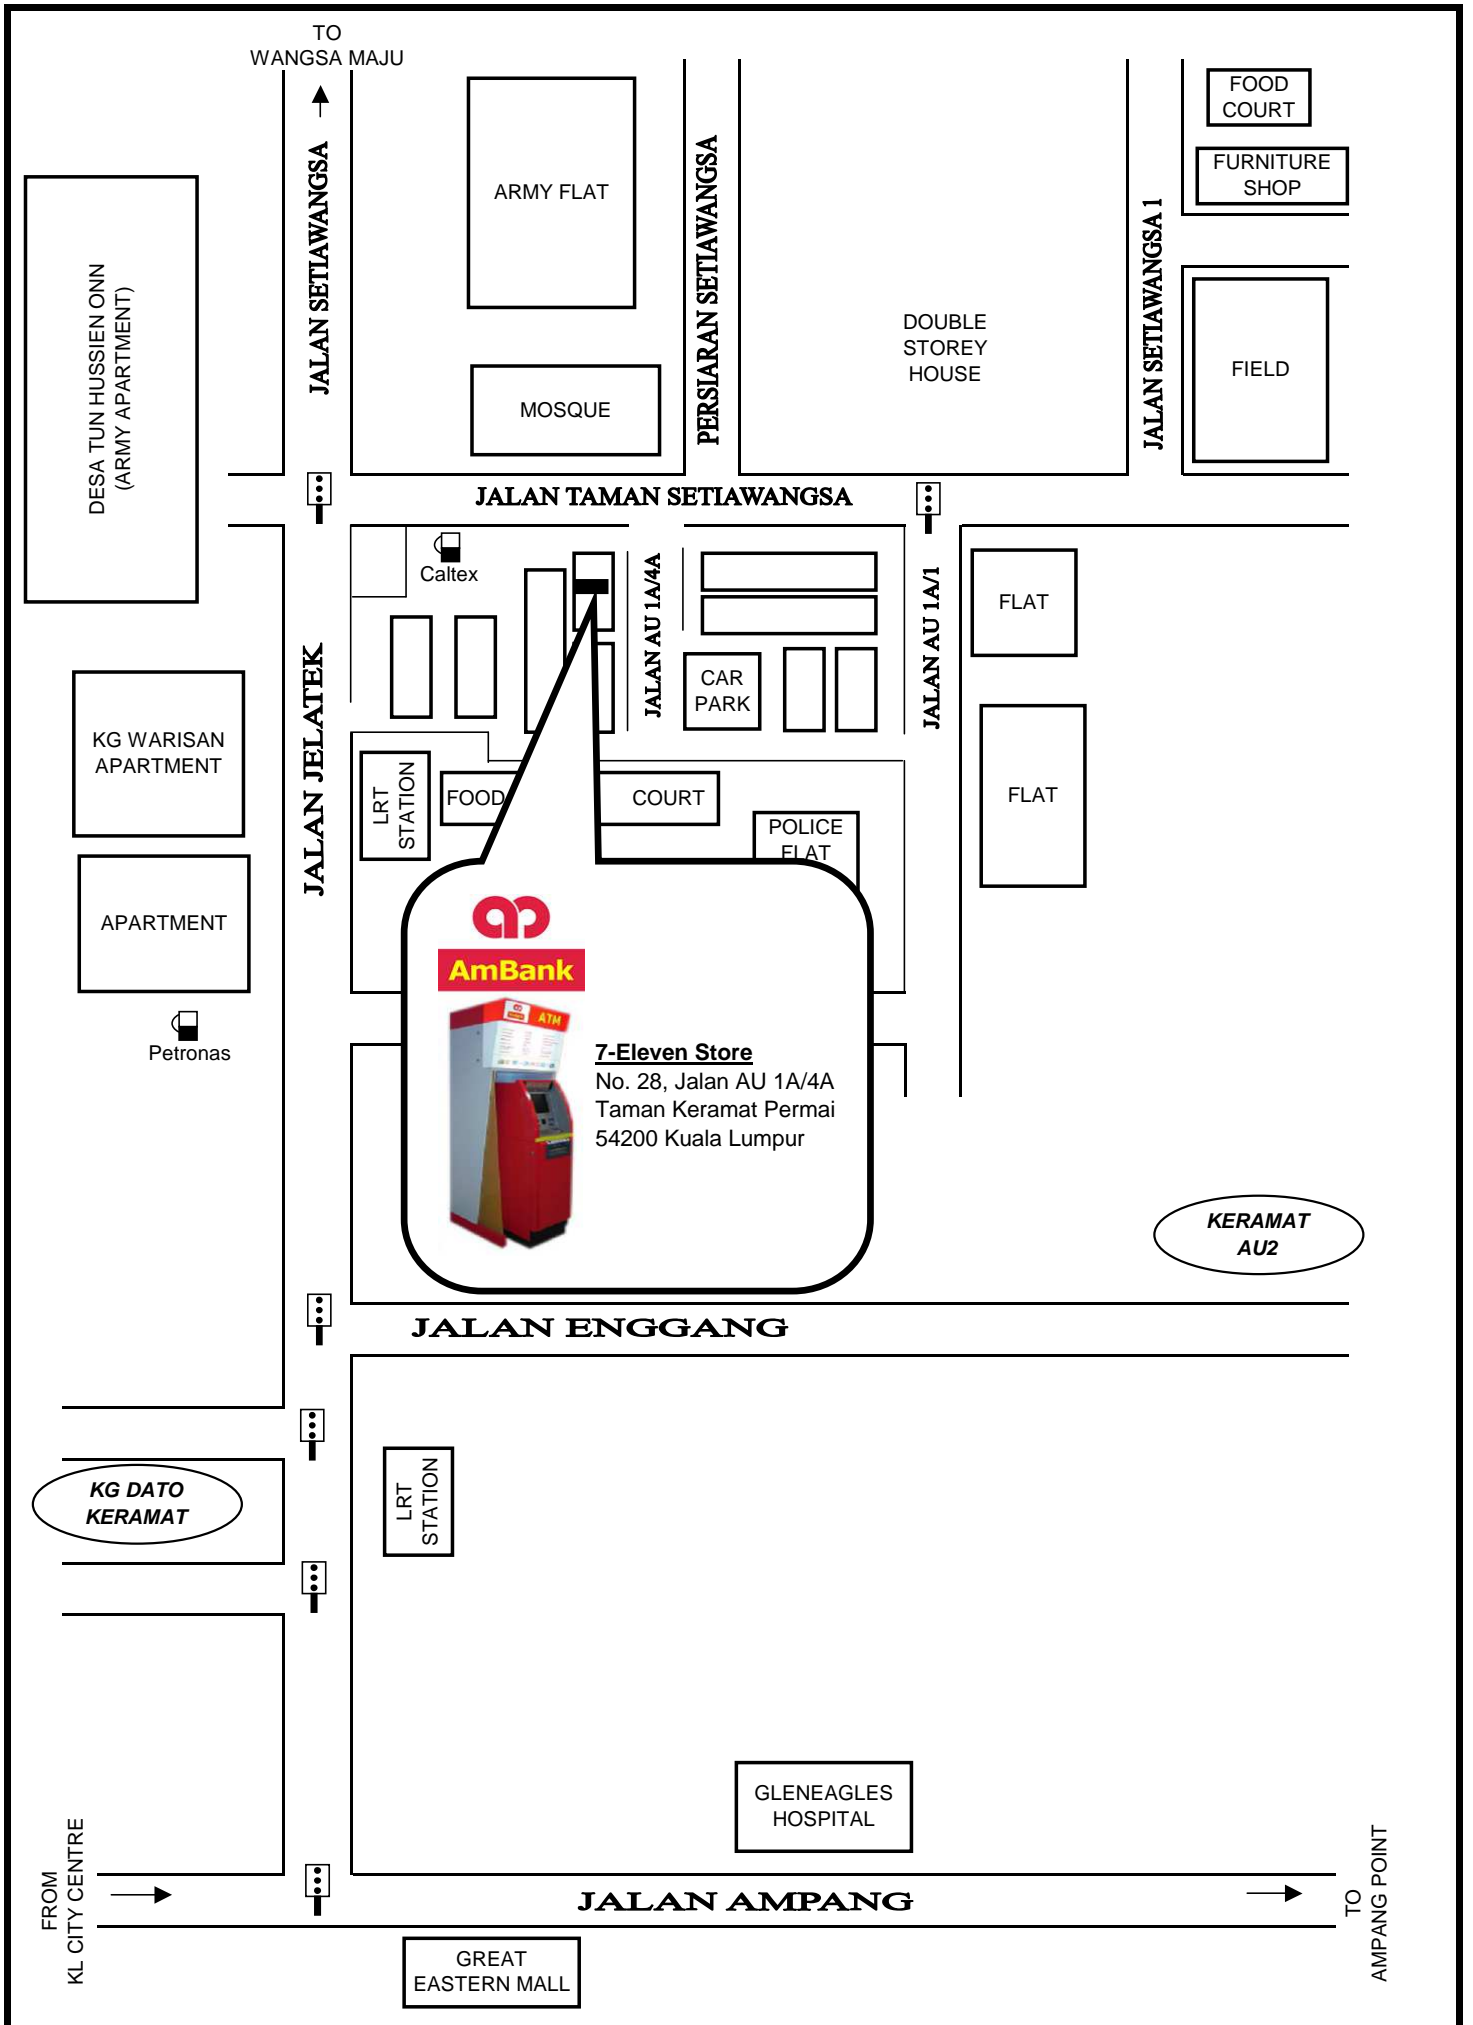 TO
WANGSA MAJU
JALAN SETIAWANGSA
ARMY FLAT
PERSIARAN SETIAWANGSA
FOOD
COURT
FURNITURE
SHOP
JALAN SETIAWANGSA 1
DESA TUN HUSSIEN ONN
(ARMY APARTMENT)
DOUBLE
STOREY
HOUSE
FIELD
MOSQUE
JALAN TAMAN SETIAWANGSA
Caltex
JALAN AU 1A/4A
JALAN AU 1A/1
FLAT
CAR
PARK
JALAN JELATEK
KG WARISAN
APARTMENT
LRT
STATION
FOOD COURT
FLAT
POLICE
FLAT
APARTMENT
AmBank
ATM
Petronas
7-Eleven Store
No. 28, Jalan AU 1A/4A
Taman Keramat Permai
54200 Kuala Lumpur
KERAMAT
AU2
JALAN ENGGANG
LRT
STATION
KG DATO
KERAMAT
GLENEAGLES
HOSPITAL
FROM
KL CITY CENTRE
JALAN AMPANG
TO
AMPANG POINT
GREAT
EASTERN MALL